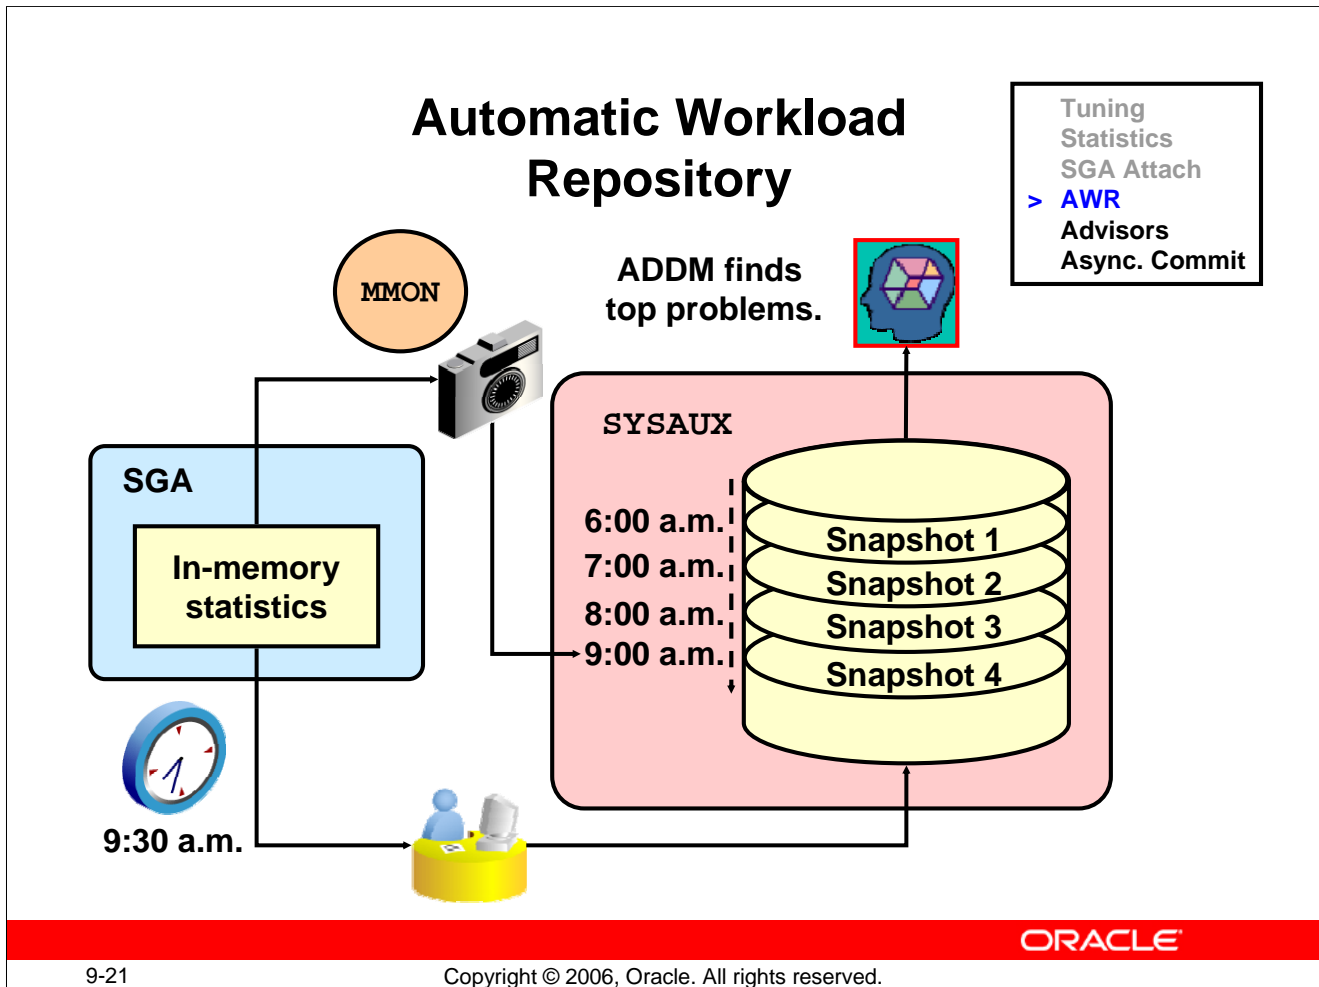 Automatic Workload
Repository
Tuning
Statistics
SGA Attach
> AWR
Advisors
Async. Commit
MMON
ADDM finds
top problems.
SYSAUX
SGA
In-memory
statistics
6:00 a.m.
7:00 a.m.
8:00 a.m.
9:00 a.m.
Snapshot 1
Snapshot 2
Snapshot 3
Snapshot 4
9:30 a.m.
ORACLE
9-21
Copyright © 2006, Oracle. All rights reserved.